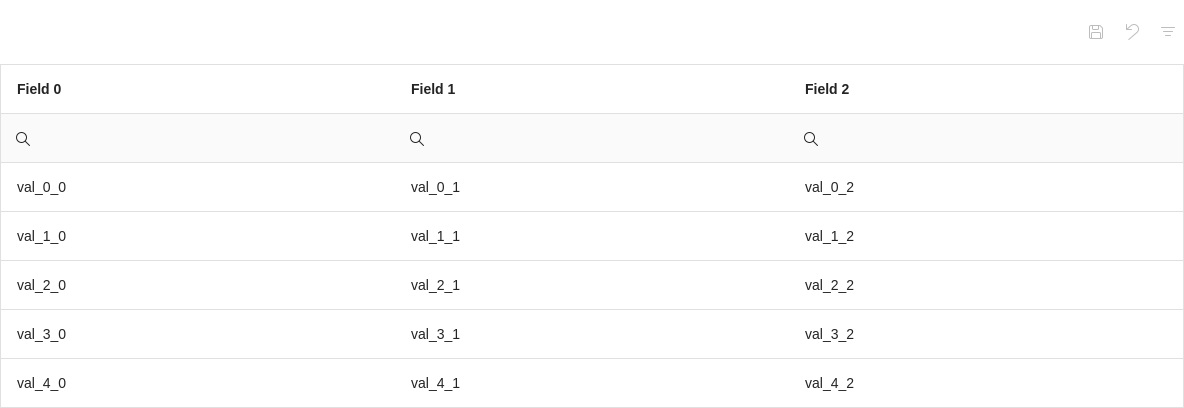 Field 0 Field 1 Field 2
val_0_0 val_0_1 val_0_2
val_1_0 val_1_1 val_1_2
val_2_0 val_2_1 val_2_2
val_3_0 val_3_1 val_3_2
val_4_0 val_4_1 val_4_2